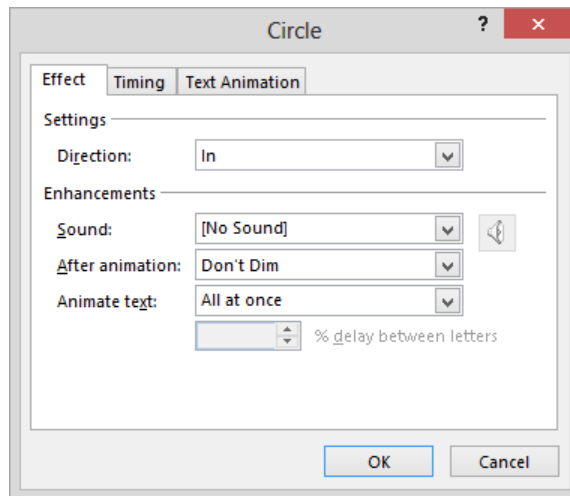 Circle ?
Effect Timing Text Animation
Settings
Direction: In
Enhancements
Sound: [No Sound]
After animation: Don't Dim
Animate text: All at once
% delay between letters
OK Cancel